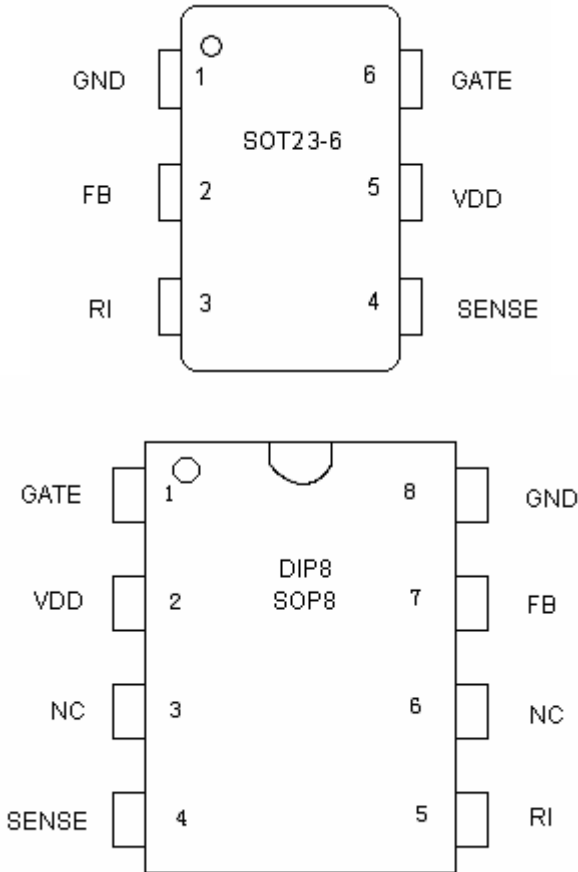 GND 1 6 GATE
SOT23-6
FB 2 5 VDD
RI 3 4 SENSE
GATE 1 8 GND
DIP8
VDD 2 SOP8 7 FB
NC 3 6 NC
SENSE 4 5 RI